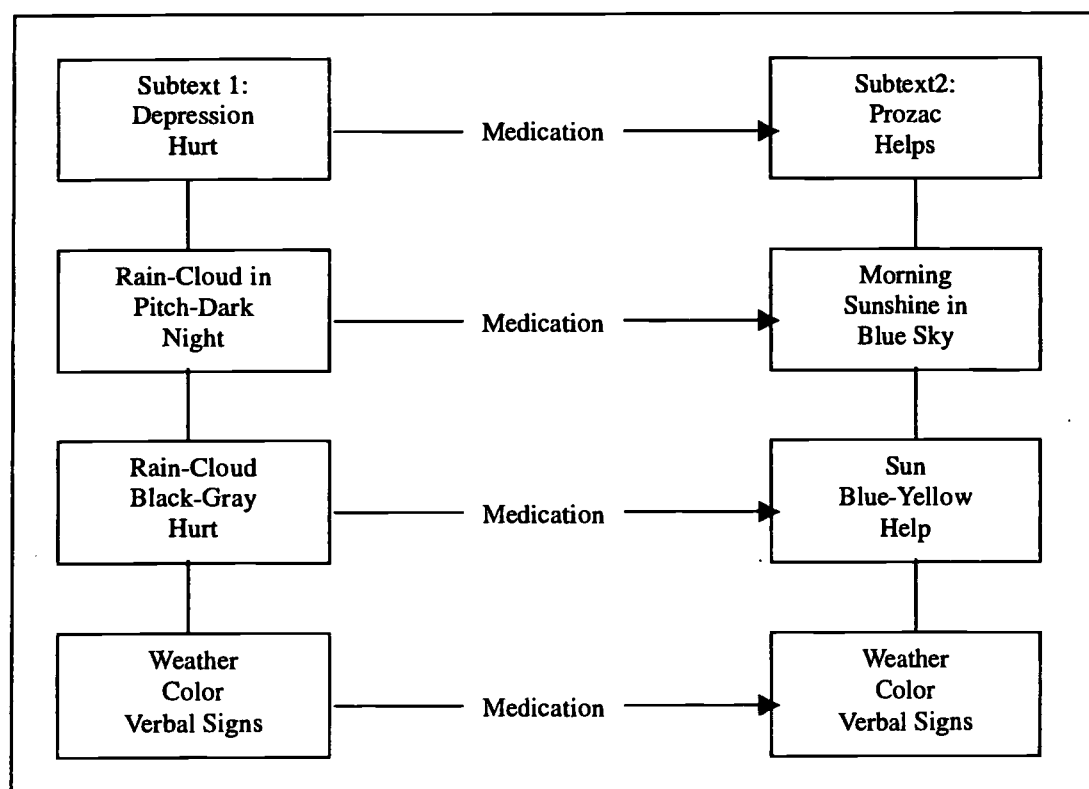 Subtext 1:
Depression
Hurt
Medication
Subtext2:
Prozac
Helps
Rain-Cloud in
Pitch-Dark
Night
Medication
Morning
Sunshine in
Blue Sky
Rain-Cloud
Black-Gray
Hurt
Medication
Sun
Blue-Yellow
Help
Weather
Color
Verbal Signs
Medication
Weather
Color
Verbal Signs